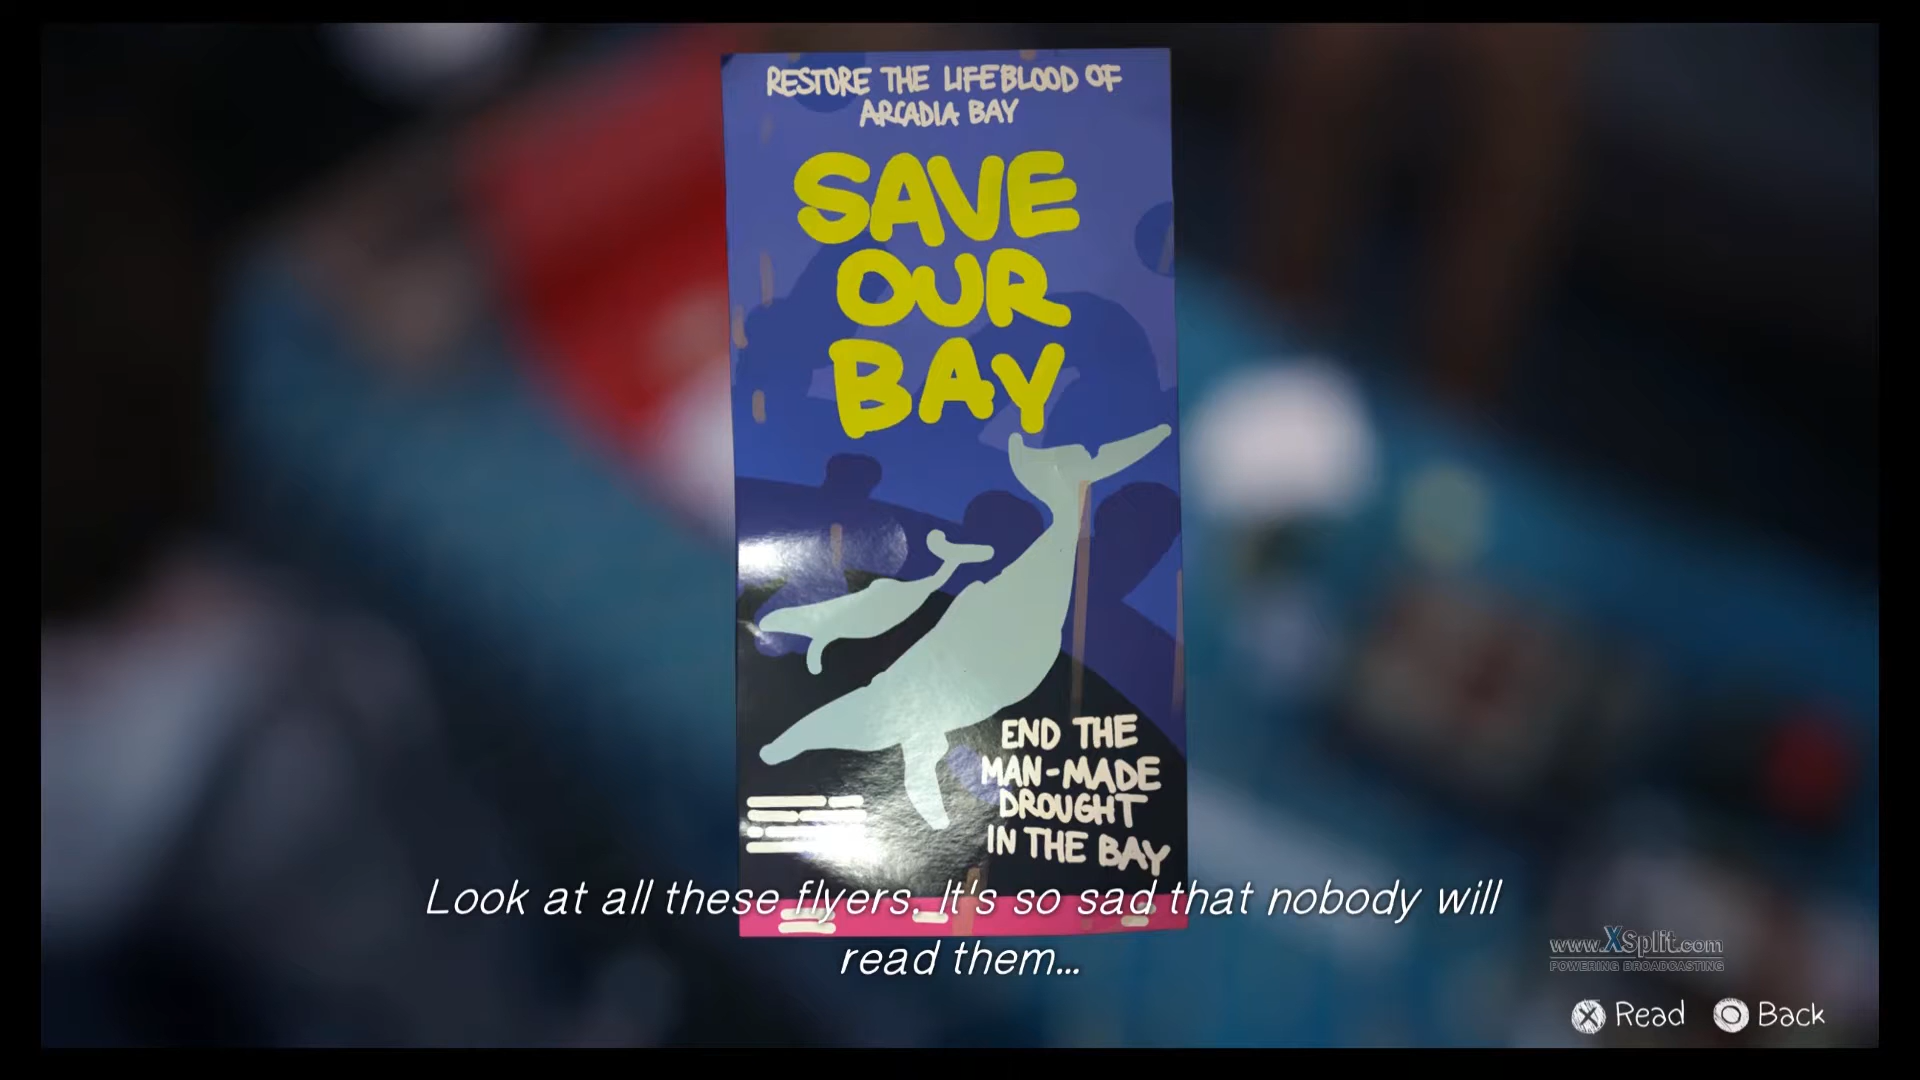 RESTORE THE LIFEBLOOD OF
ARCADIA BAY
SAVE
OUR
BAY
END THE
MAN-MADE
DROUGHT
IN THE BAY
Look at all these flyers. It's so sad that nobody will
read them...
www.XSplit.com
POWERING BROADCASTING
Read Back